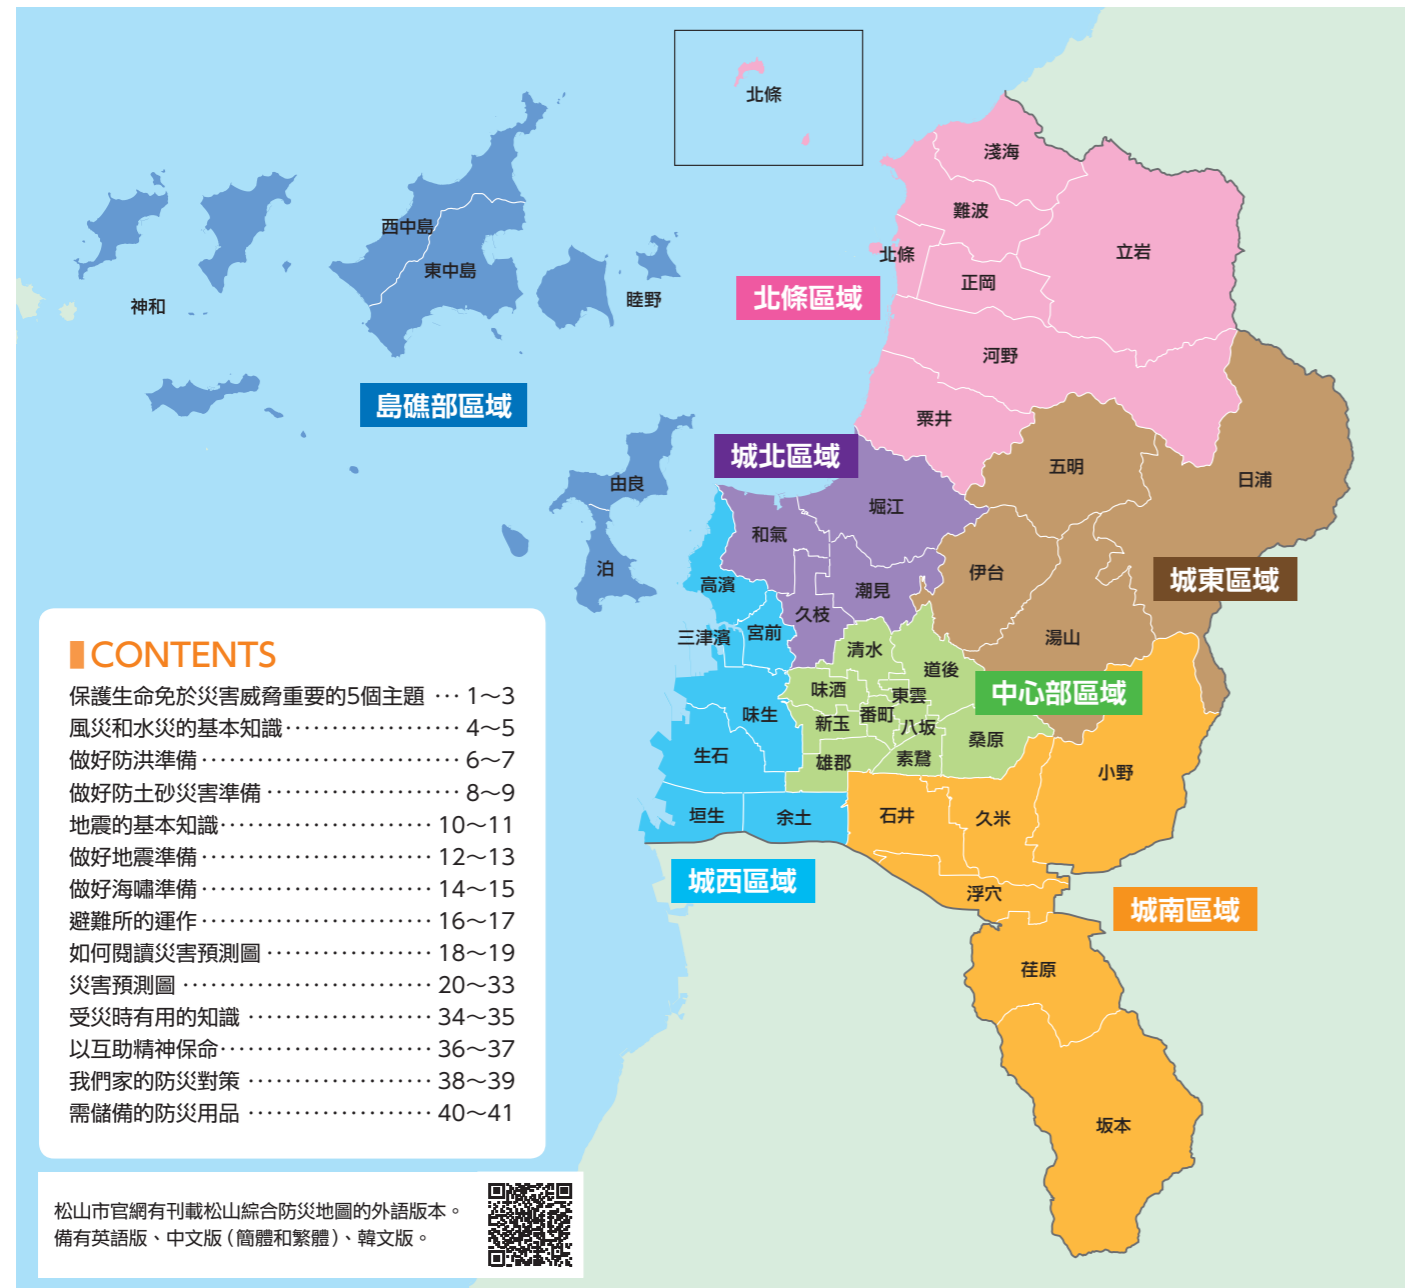 北條
淺海
難波
北條
立岩
正岡
北條區域
河野
粟井
西中島
東中島
神和
睦野
島礁部區域
城北區域
五明
日浦
由良
泊
堀江
和氣
伊台
城東區域
高濱
潮見
久枝
三津濱
宮前
湯山
清水
道後
中心部區域
味酒
東雲
味生
新玉
番町
八坂
桑原
生石
雄郡
素鵞
小野
垣生
余土
石井
久米
城西區域
浮穴
城南區域
荏原
坂本
CONTENTS
保護生命免於災害威脅重要的5個主題 ··· 1～3
風災和水災的基本知識 ···················· 4～5
做好防洪準備 ······························· 6～7
做好防土砂災害準備 ······················ 8～9
地震的基本知識 ·························· 10～11
做好地震準備 ···························· 12～13
做好海嘯準備 ···························· 14～15
避難所的運作 ···························· 16～17
如何閱讀災害預測圖 ···················· 18～19
災害預測圖 ······························· 20～33
受災時有用的知識 ······················ 34～35
以互助精神保命 ·························· 36～37
我們家的防災對策 ······················ 38～39
需儲備的防災用品 ······················ 40～41
松山市官網有刊載松山綜合防災地圖的外語版本。
備有英語版、中文版（簡體和繁體）、韓文版。